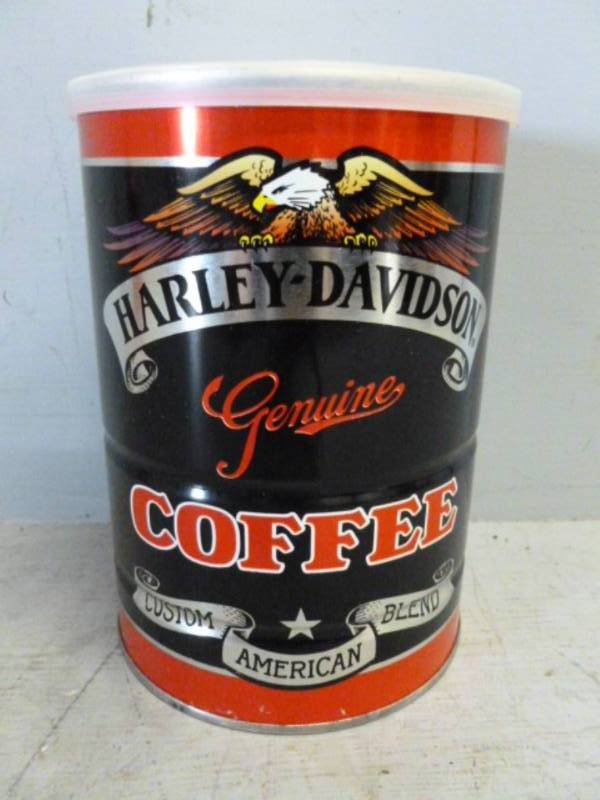 HARLEY-DAVIDSON
Genuine
COFFEE
CUSTOM AMERICAN BLEND